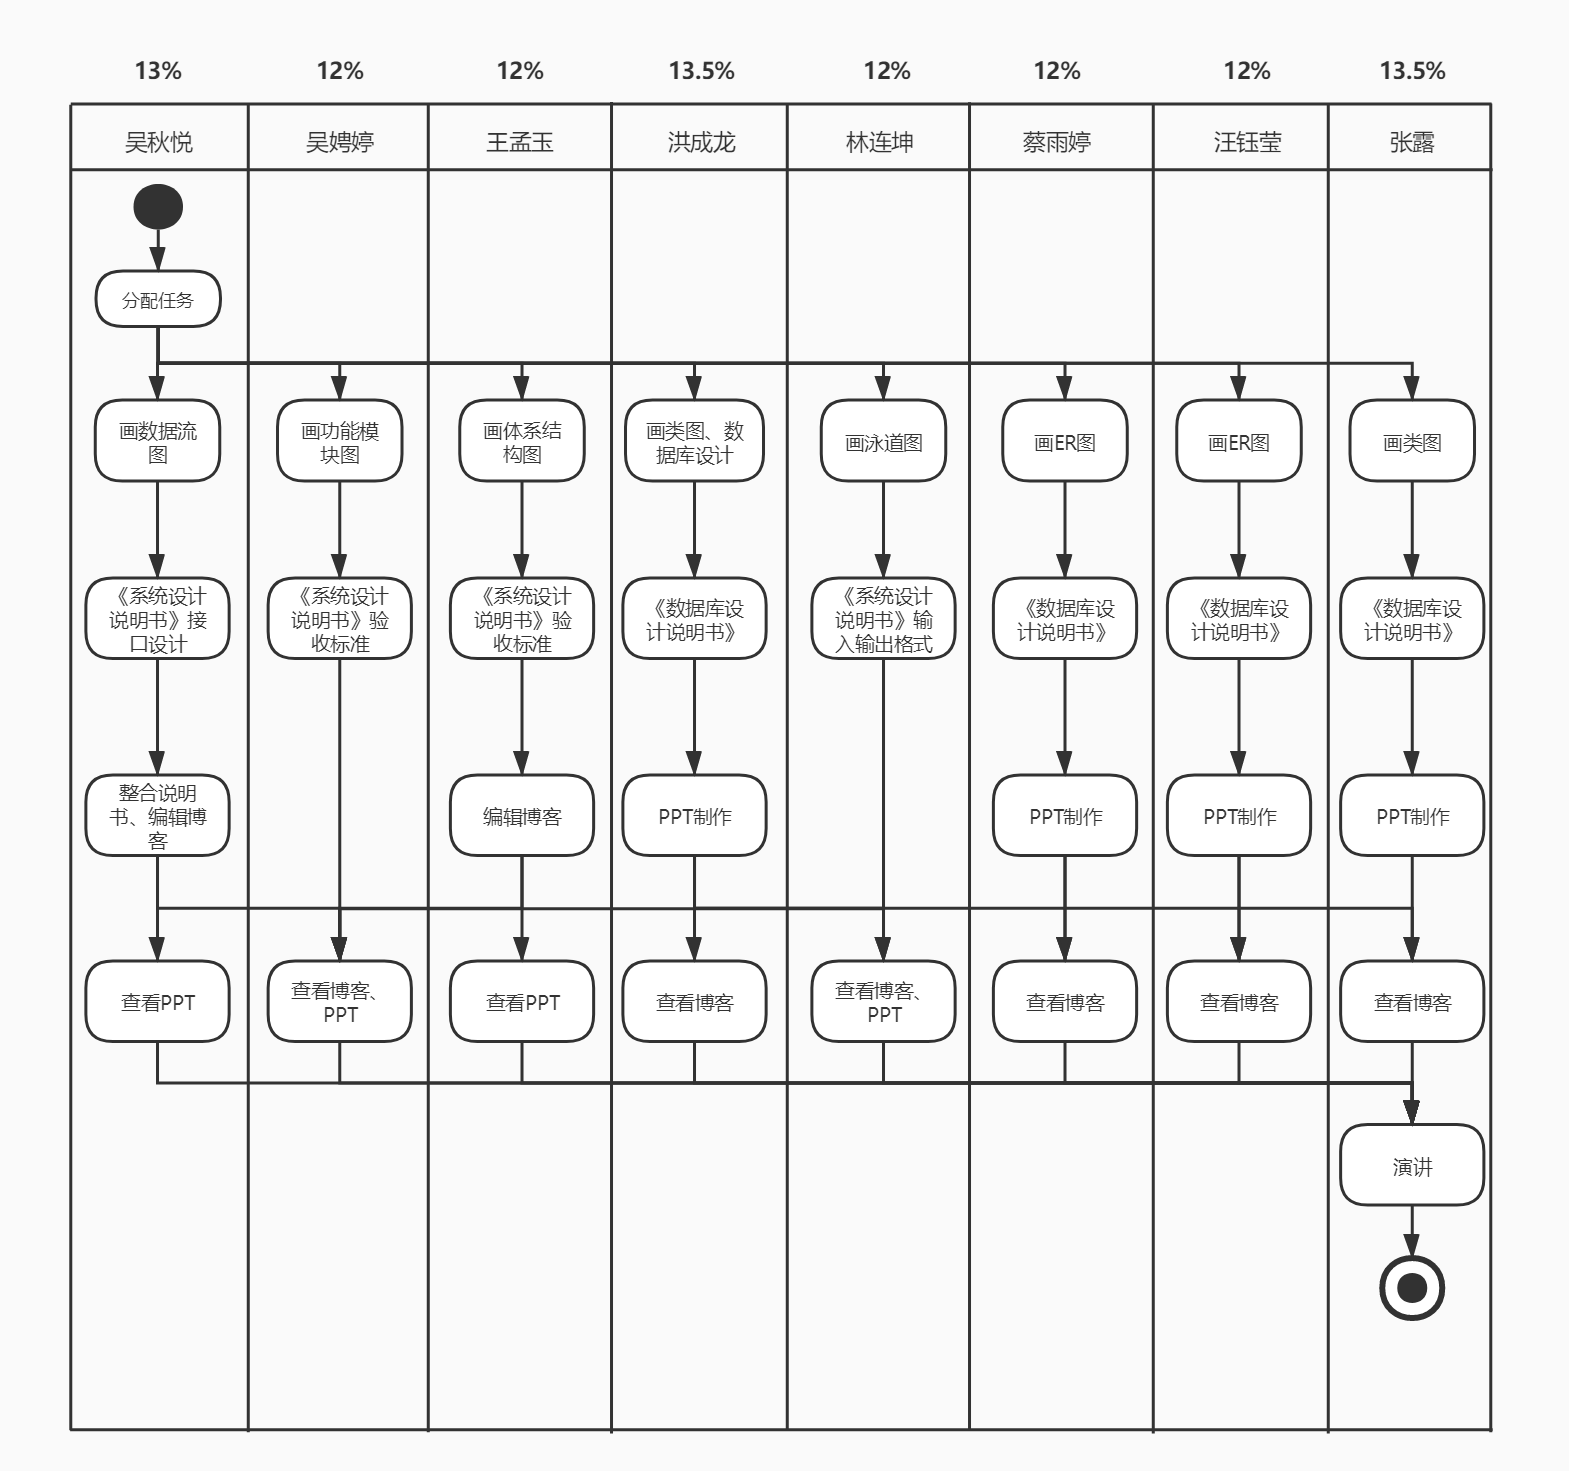 13%
12%
12%
13.5%
12%
12%
12%
13.5%
吴秋悦
吴娉婷
王孟玉
洪成龙
林连坤
蔡雨婷
汪钰莹
张露
分配任务
画数据流
图
画功能模
块图
画体系结
构图
画类图、数
据库设计
画泳道图
画ER图
画ER图
画类图
《系统设计
说明书》接
口设计
《系统设计
说明书》验
收标准
《系统设计
说明书》验
收标准
《数据库设
计说明书》
《系统设计
说明书》输
入输出格式
《数据库设
计说明书》
《数据库设
计说明书》
《数据库设
计说明书》
整合说明
书、编辑博
客
编辑博客
PPT制作
PPT制作
PPT制作
PPT制作
查看PPT
查看博客、
PPT
查看PPT
查看博客
查看博客、
PPT
查看博客
查看博客
查看博客
演讲